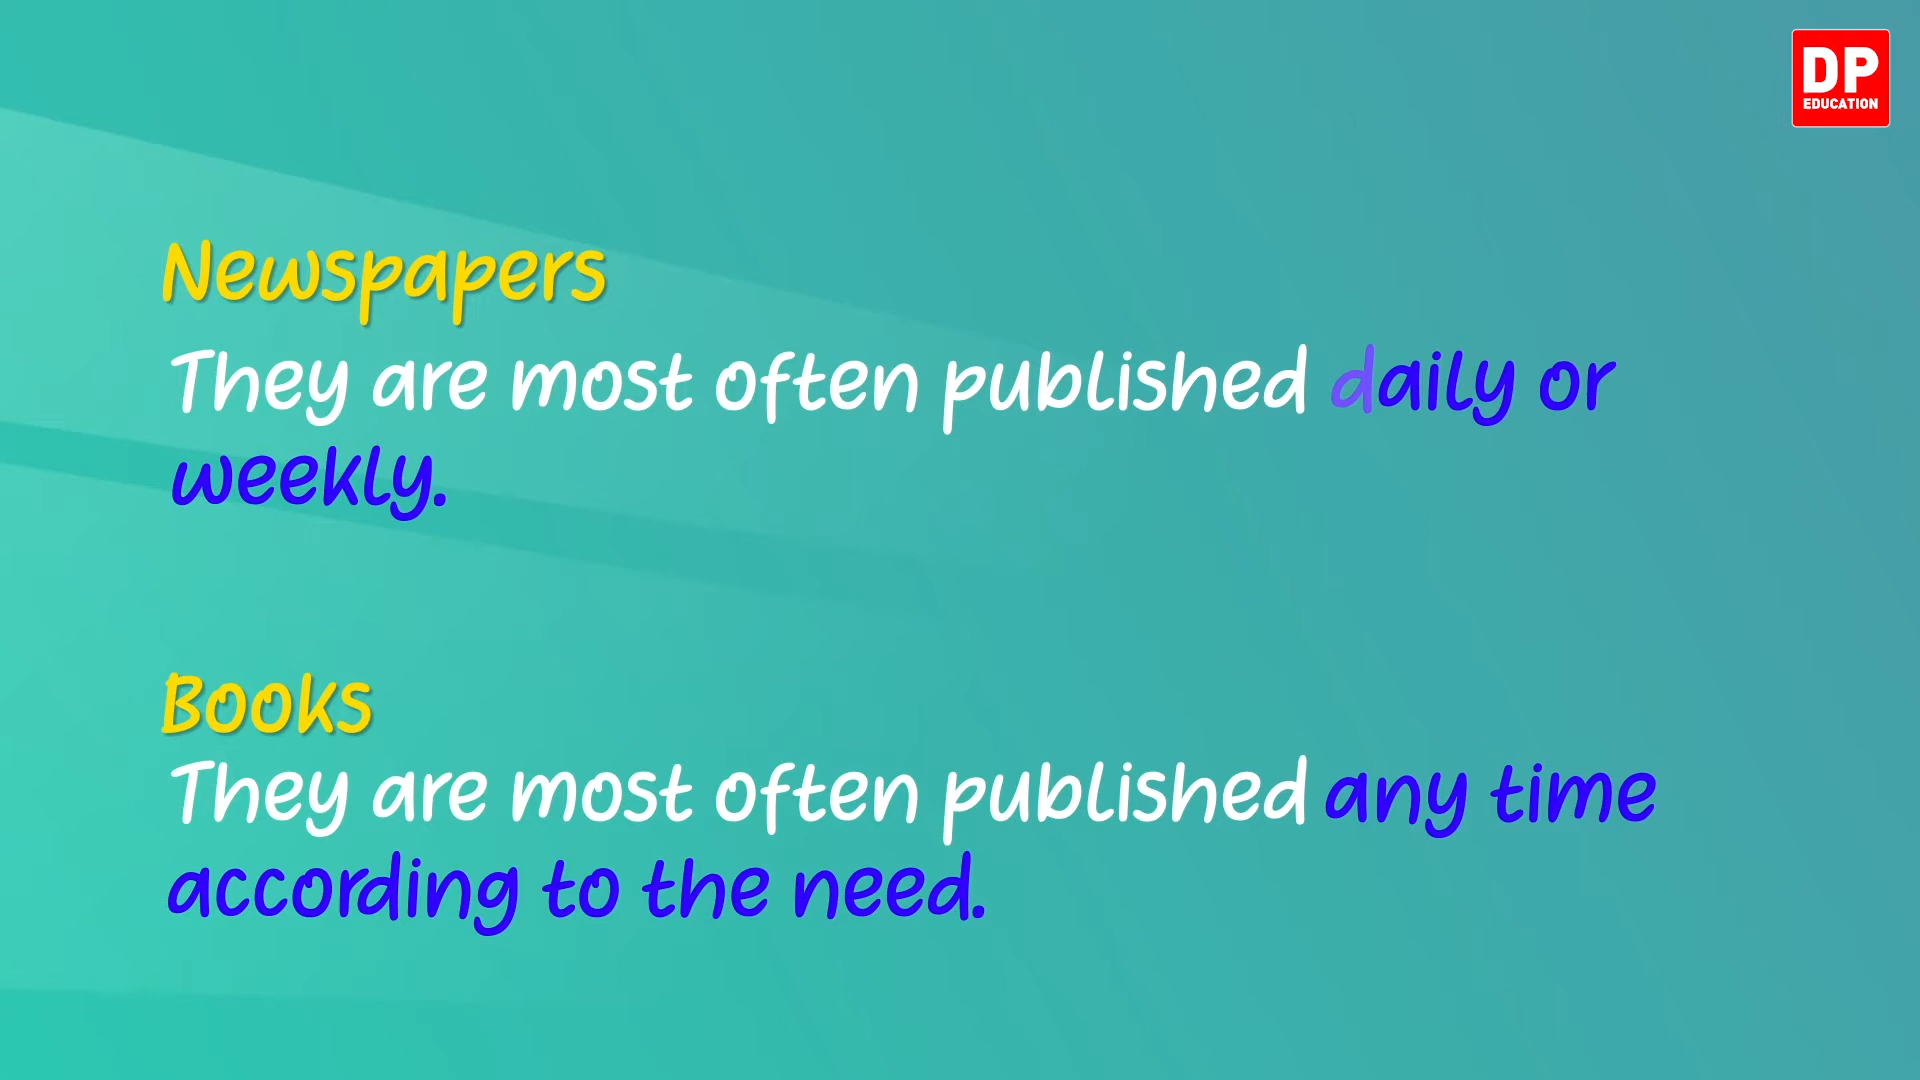 DP
EDUCATION
Newspapers
They are most often published daily or
weekly.
Books
They are most often published any time
according to the need.